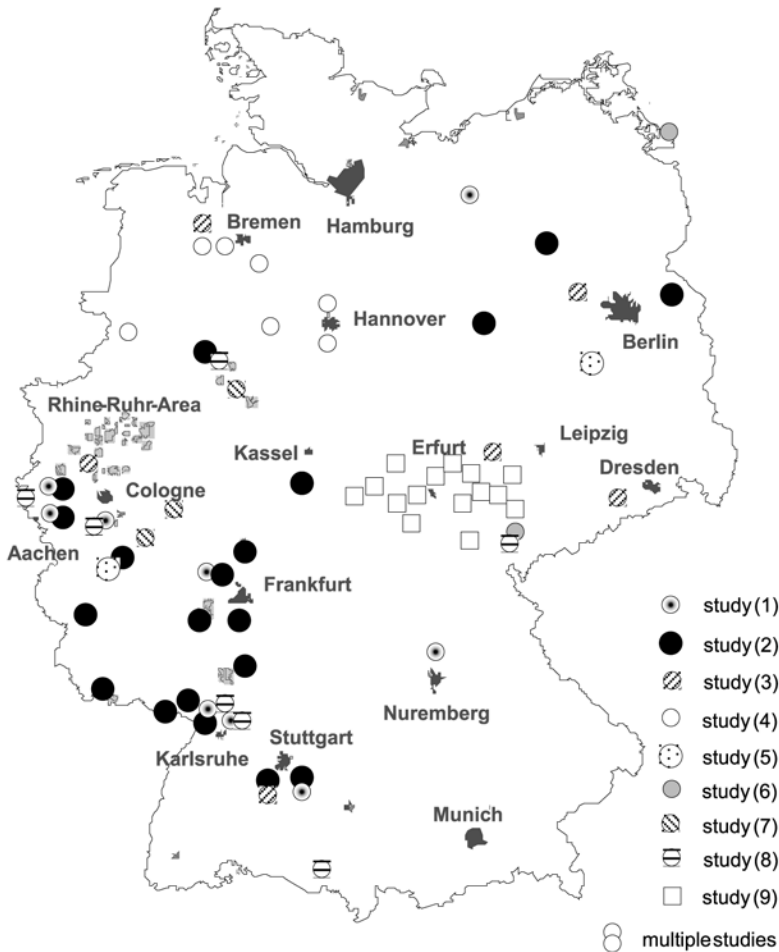 Bremen
Hamburg
Hannover
Berlin
Rhine-Ruhr-Area
Kassel
Erfurt
Leipzig
Dresden
Cologne
Aachen
Frankfurt
Nuremberg
Karlsruhe
Stuttgart
Munich
study (1)
study (2)
study (3)
study (4)
study (5)
study (6)
study (7)
study (8)
study (9)
multiple studies